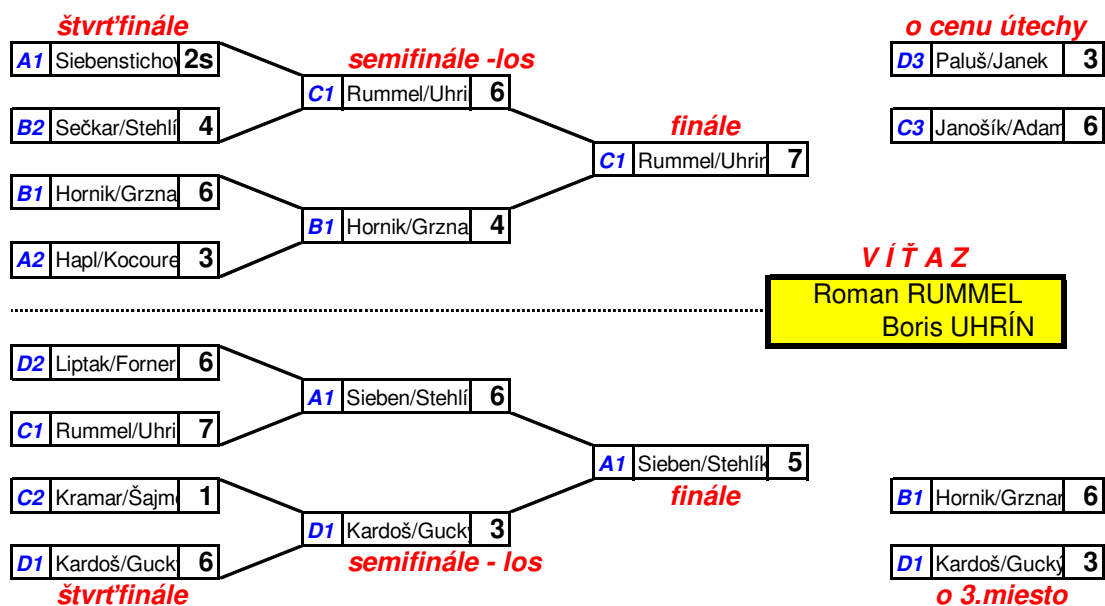 štvrťfinále
o cenu útechy
A1 Siebenstichov 2s
semifinále -los
D3 Paluš/Janek 3
C1 Rummel/Uhri 6
B2 Sečkar/Stehlí 4
finále
C3 Janošík/Adam 6
C1 Rummel/Uhrin 7
B1 Hornik/Grzna 6
B1 Hornik/Grzna 4
A2 Hapl/Kocoure 3
V Í Ť A Z
Roman RUMMEL
Boris UHRÍN
D2 Liptak/Forner 6
A1 Sieben/Stehlí 6
C1 Rummel/Uhri 7
A1 Sieben/Stehlík 5
C2 Kramar/Šajm 1
finále
B1 Hornik/Grznar 6
D1 Kardoš/Gucky 3
D1 Kardoš/Guck 6
semifinále - los
D1 Kardoš/Gucký 3
štvrťfinále
o 3.miesto